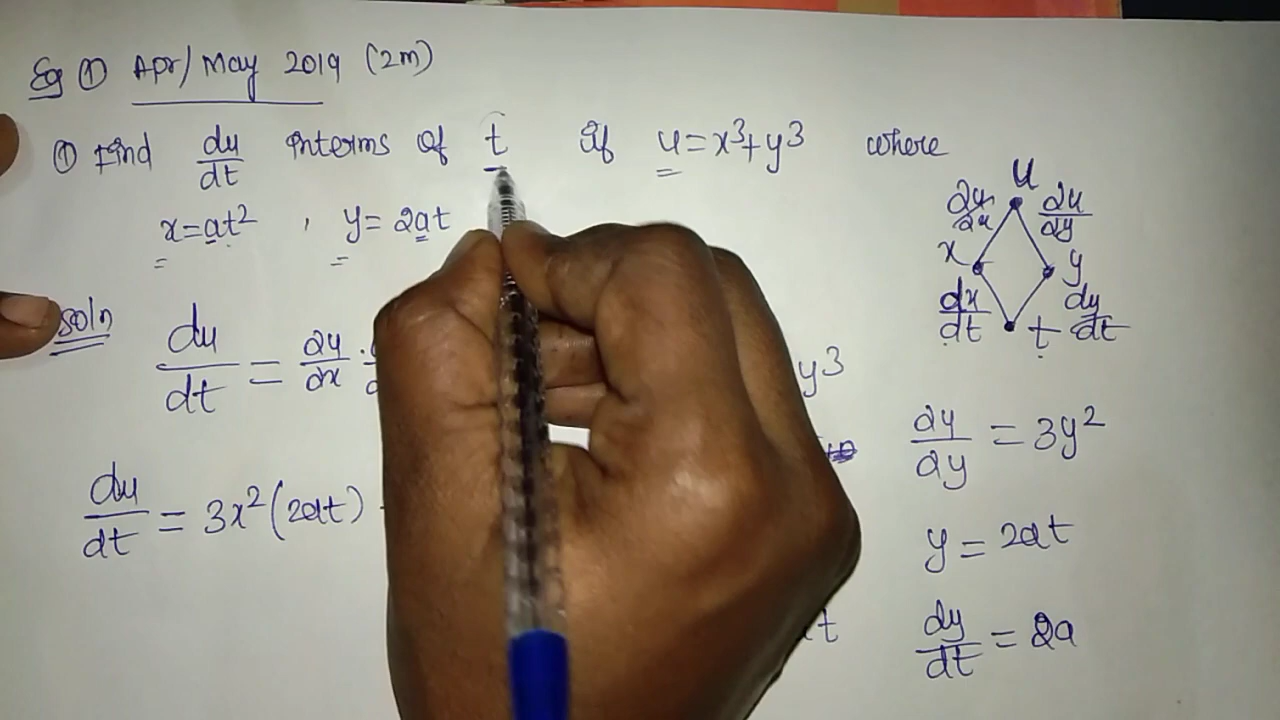 Eg ① Apr/May 2019 (2m)
① Find du/dt interms of t if u = x³ + y³ where
x = at² , y = 2at
U
∂u/∂x ∂u/∂y
x y
dx/dt t dy/dt
soln du/dt = ∂u/∂x ·
y³
∂u/∂y = 3y²
du/dt = 3x²(2at)
y = 2at
t dy/dt = 2a